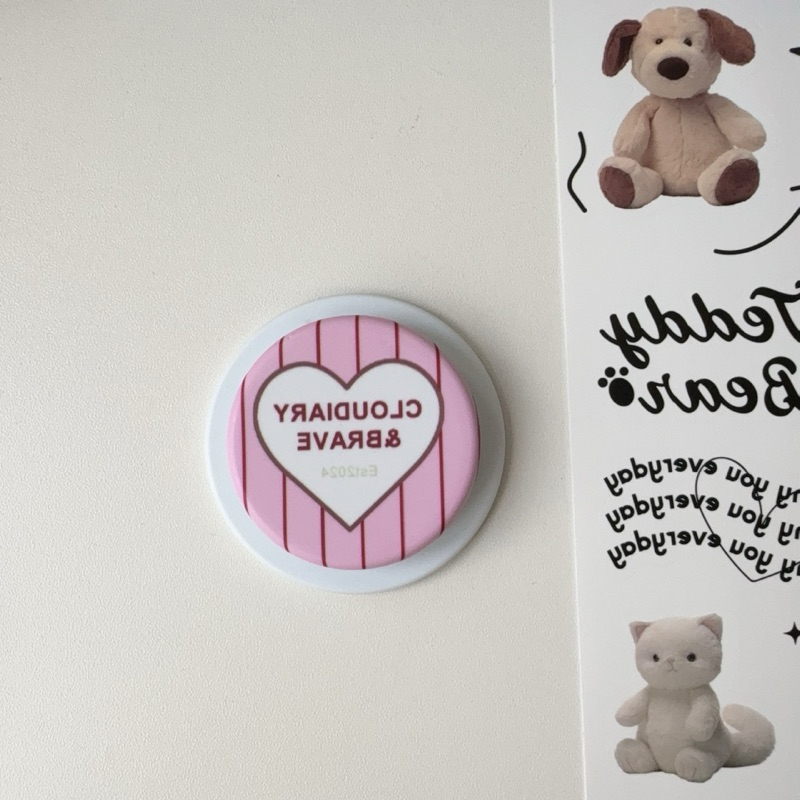 CLOUDIARY
&BRAVE
Est2024
Teddy
Bear
you everyday
you everyday
you everyday